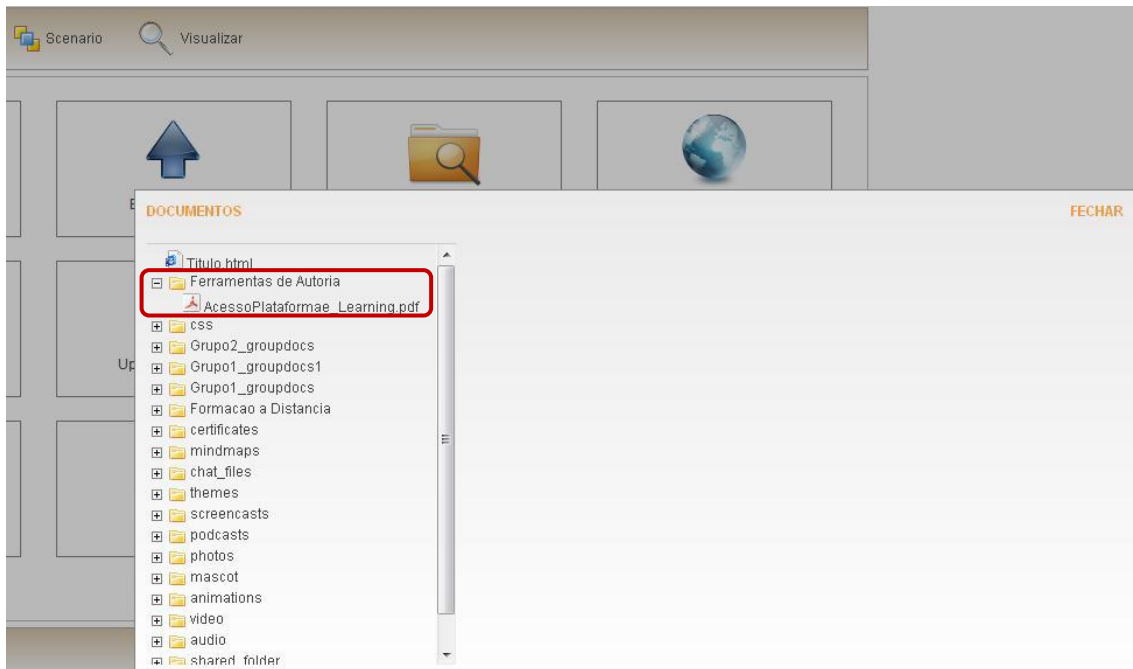 Scenario
Visualizar
DOCUMENTOS
FECHAR
Titulo.html
Ferramentas de Autoria
AcessoPlataformae_Learning.pdf
css
Grupo2_groupdocs
Up
Grupo1_groupdocs1
Grupo1_groupdocs
Formacao a Distancia
certificates
mindmaps
chat_files
themes
screencasts
podcasts
photos
mascot
animations
video
audio
shared_folder